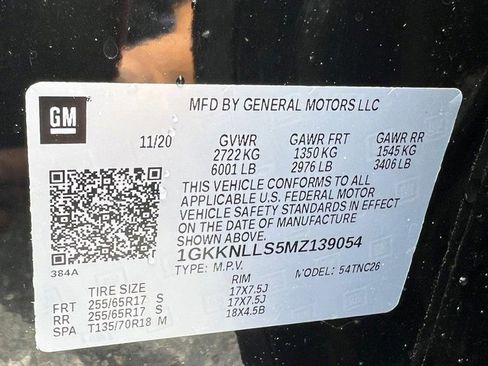 GM
MFD BY GENERAL MOTORS LLC
11/20 GVWR GAWR FRT GAWR RR
2722 KG 1350 KG 1545 KG
6001 LB 2976 LB 3406 LB
THIS VEHICLE CONFORMS TO ALL
APPLICABLE U.S. FEDERAL MOTOR
VEHICLE SAFETY STANDARDS IN EFFECT
ON THE DATE OF MANUFACTURE
SHOWN ABOVE.
1GKKNLLS5MZ139054
384A TYPE: M.P.V. MODEL: 54TNC26
TIRE SIZE RIM
FRT 255/65R17 S 17X7.5J
RR 255/65R17 S 17X7.5J
SPA T135/70R18 M 18X4.5B